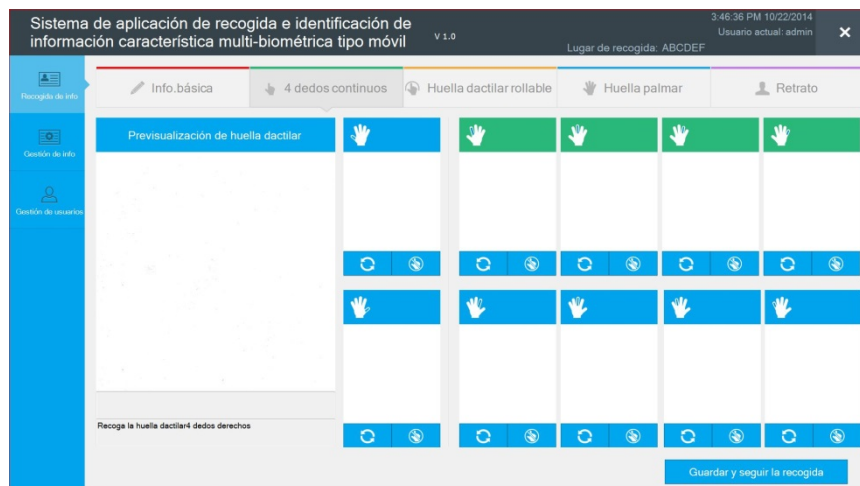 Sistema de aplicación de recogida e identificación de
información característica multi-biométrica tipo móvil
V 1.0
Lugar de recogida: ABCDEF
3:46:36 PM 10/22/2014
Usuario actual: admin
Recogida de info
Gestión de info
Gestión de usuarios
Info.básica
4 dedos continuos
Huella dactilar rollable
Huella palmar
Retrato
Previsualización de huella dactilar
Recoga la huella dactilar4 dedos derechos
Guardar y seguir la recogida